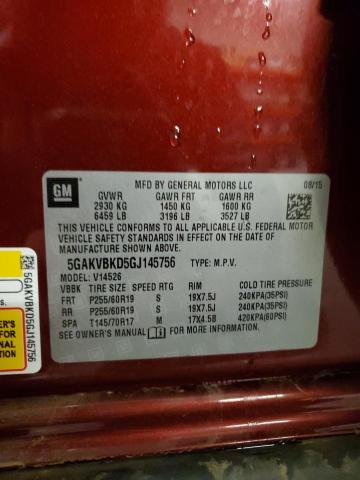 GM
MFD BY GENERAL MOTORS LLC 08/15
GVWR GAWR FRT GAWR RR
2930 KG 1450 KG 1600 KG
6459 LB 3196 LB 3527 LB
THIS VEHICLE CONFORMS TO ALL APPLICABLE U.S. FEDERAL MOTOR
VEHICLE SAFETY STANDARDS IN EFFECT ON THE DATE OF
MANUFACTURE SHOWN ABOVE.
5GAKVBKD5GJ145756 TYPE: M.P.V.
MODEL: V14526
VBBK TIRE SIZE SPEED RTG RIM COLD TIRE PRESSURE
FRT P255/60R19 S 19X7.5J 240KPA(35PSI)
RR P255/60R19 S 19X7.5J 240KPA(35PSI)
SPA T145/70R17 M 17X4.5B 420KPA(60PSI)
SEE OWNER'S MANUAL FOR MORE INFORMATION.
5GAKVBKD5GJ145756